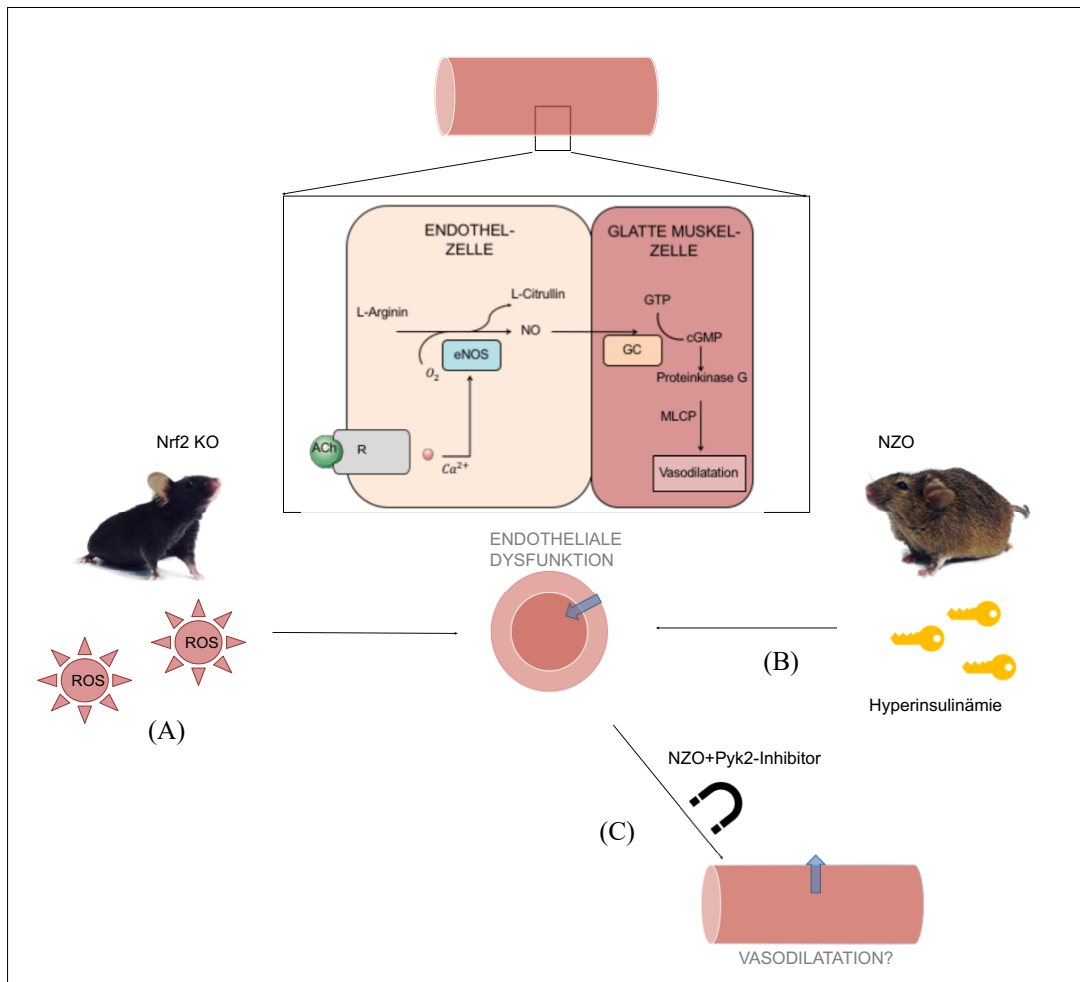 ENDOTHEL-
ZELLE
GLATTE MUSKEL-
ZELLE
L-Citrullin
L-Arginin
NO
eNOS
O₂
ACh
R
Ca²⁺
GTP
GC
cGMP
Proteinkinase G
MLCP
Vasodilatation
Nrf2 KO
NZO
ENDOTHELIALE
DYSFUNKTION
ROS
ROS
(A)
(B)
Hyperinsulinämie
NZO+Pyk2-Inhibitor
(C)
VASODILATATION?